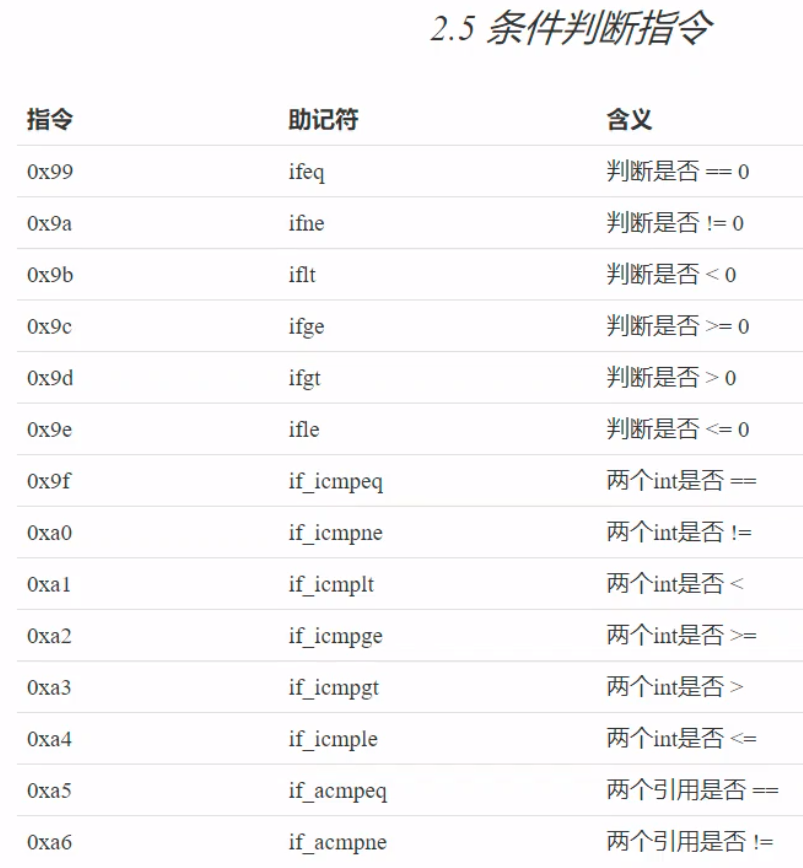 2.5 条件判断指令
指令 助记符 含义
0x99 ifeq 判断是否 == 0
0x9a ifne 判断是否 != 0
0x9b iflt 判断是否 < 0
0x9c ifge 判断是否 >= 0
0x9d ifgt 判断是否 > 0
0x9e ifle 判断是否 <= 0
0x9f if_icmpeq 两个int是否 ==
0xa0 if_icmpne 两个int是否 !=
0xa1 if_icmplt 两个int是否 <
0xa2 if_icmpge 两个int是否 >=
0xa3 if_icmpgt 两个int是否 >
0xa4 if_icmple 两个int是否 <=
0xa5 if_acmpeq 两个引用是否 ==
0xa6 if_acmpne 两个引用是否 !=